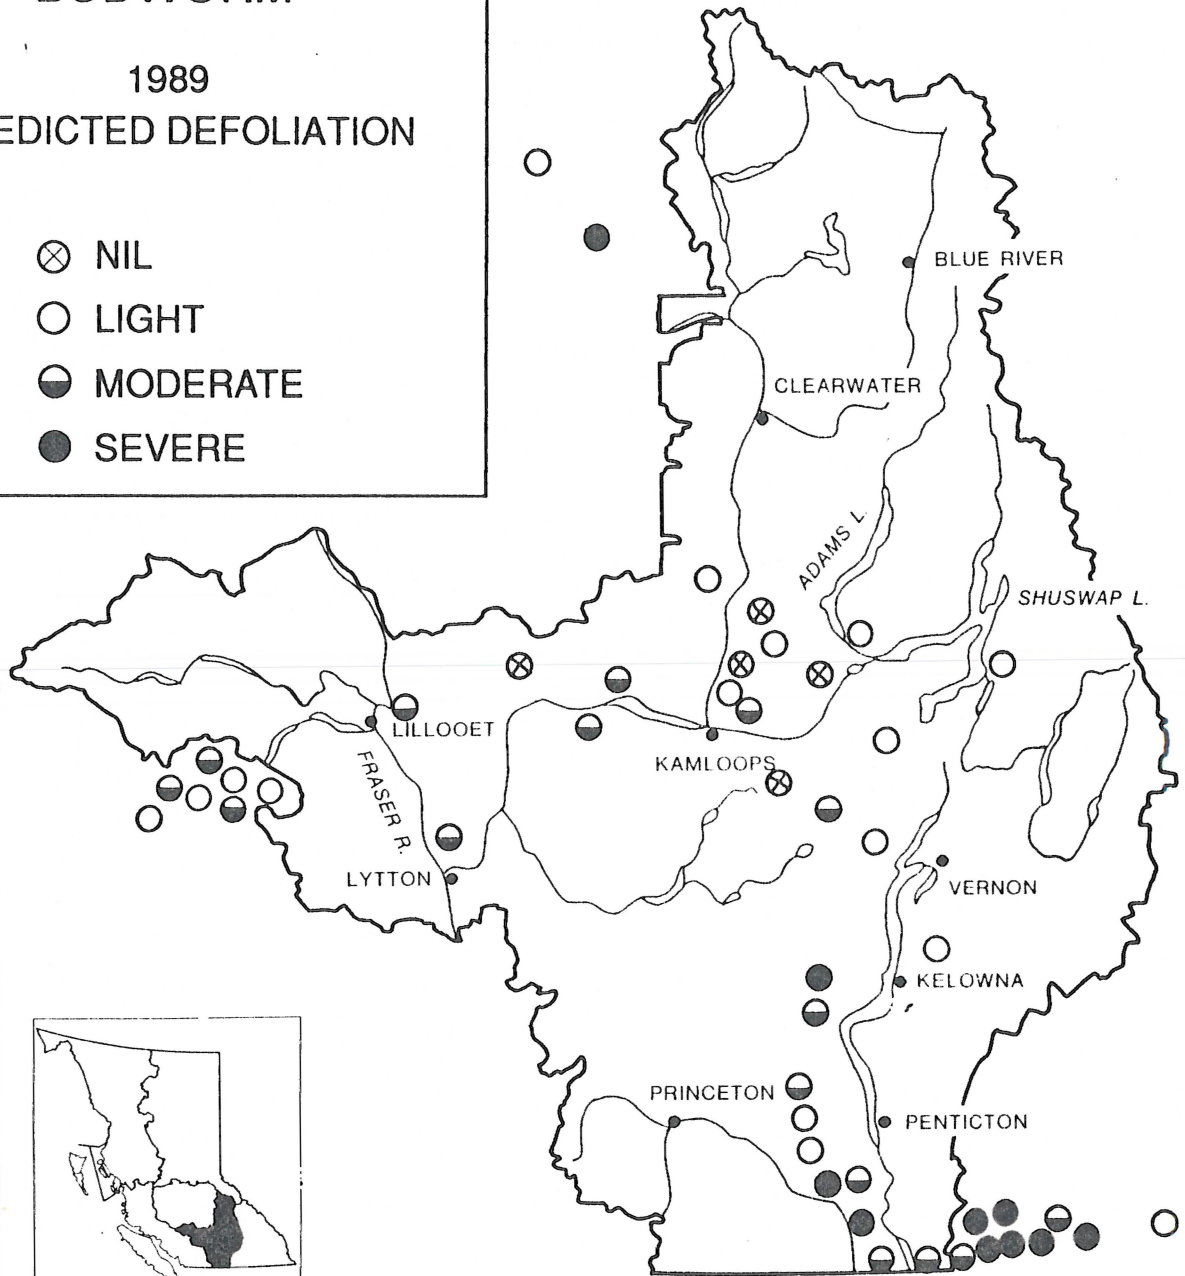 1989
EDICTED DEFOLIATION
NIL
LIGHT
MODERATE
SEVERE
BLUE RIVER
CLEARWATER
ADAMS L.
SHUSWAP L.
LILLOOET
KAMLOOPS
FRASER R.
LYTTON
VERNON
KELOWNA
PRINCETON
PENTICTON